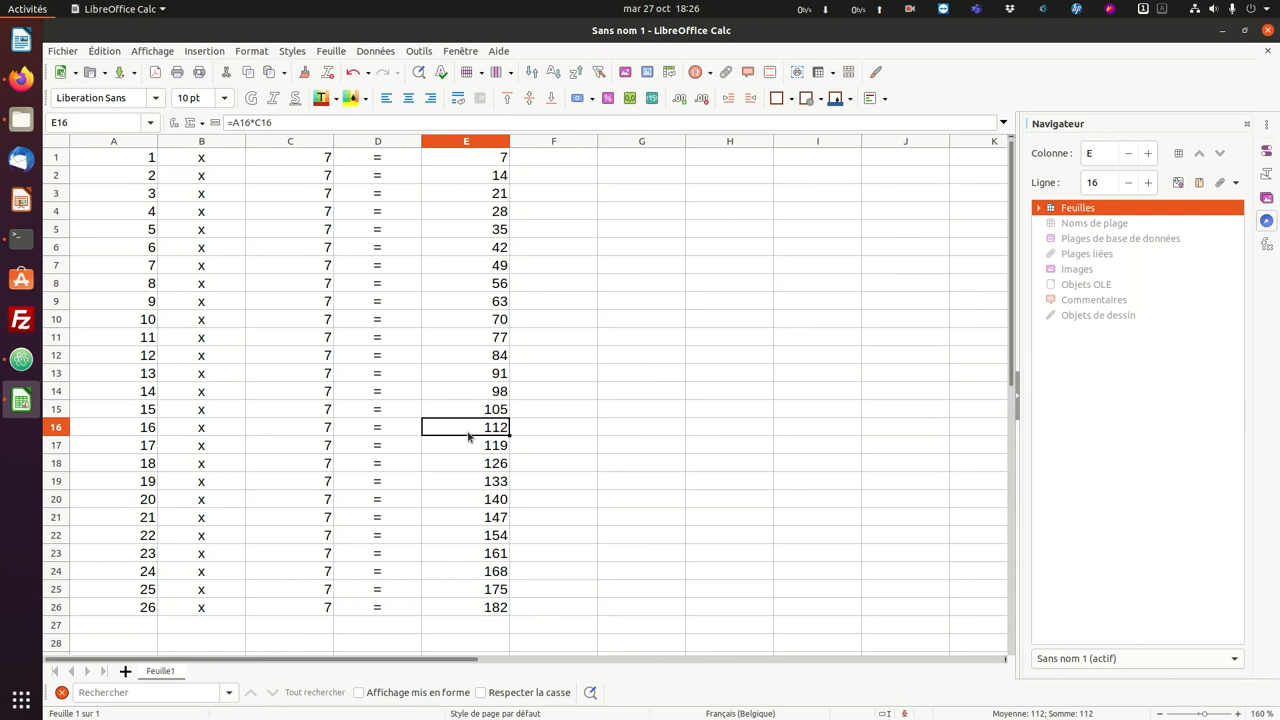 Activités LibreOffice Calc mar 27 oct 18:26 0b/s 0b/s 1 A
Sans nom 1 - LibreOffice Calc
Fichier Édition Affichage Insertion Format Styles Feuille Données Outils Fenêtre Aide
Liberation Sans 10 pt
E16 =A16*C16
A B C D E F G H I J K
1 1 x 7 = 7
2 2 x 7 = 14
3 3 x 7 = 21
4 4 x 7 = 28
5 5 x 7 = 35
6 6 x 7 = 42
7 7 x 7 = 49
8 8 x 7 = 56
9 9 x 7 = 63
10 10 x 7 = 70
11 11 x 7 = 77
12 12 x 7 = 84
13 13 x 7 = 91
14 14 x 7 = 98
15 15 x 7 = 105
16 16 x 7 = 112
17 17 x 7 = 119
18 18 x 7 = 126
19 19 x 7 = 133
20 20 x 7 = 140
21 21 x 7 = 147
22 22 x 7 = 154
23 23 x 7 = 161
24 24 x 7 = 168
25 25 x 7 = 175
26 26 x 7 = 182
27
28
Navigateur
Colonne : E
Ligne : 16
Feuilles
Noms de plage
Plages de base de données
Plages liées
Images
Objets OLE
Commentaires
Objets de dessin
Sans nom 1 (actif)
Feuille1
Rechercher Tout rechercher Affichage mis en forme Respecter la casse
Feuille 1 sur 1 Style de page par défaut Français (Belgique) Moyenne: 112; Somme: 112 160 %